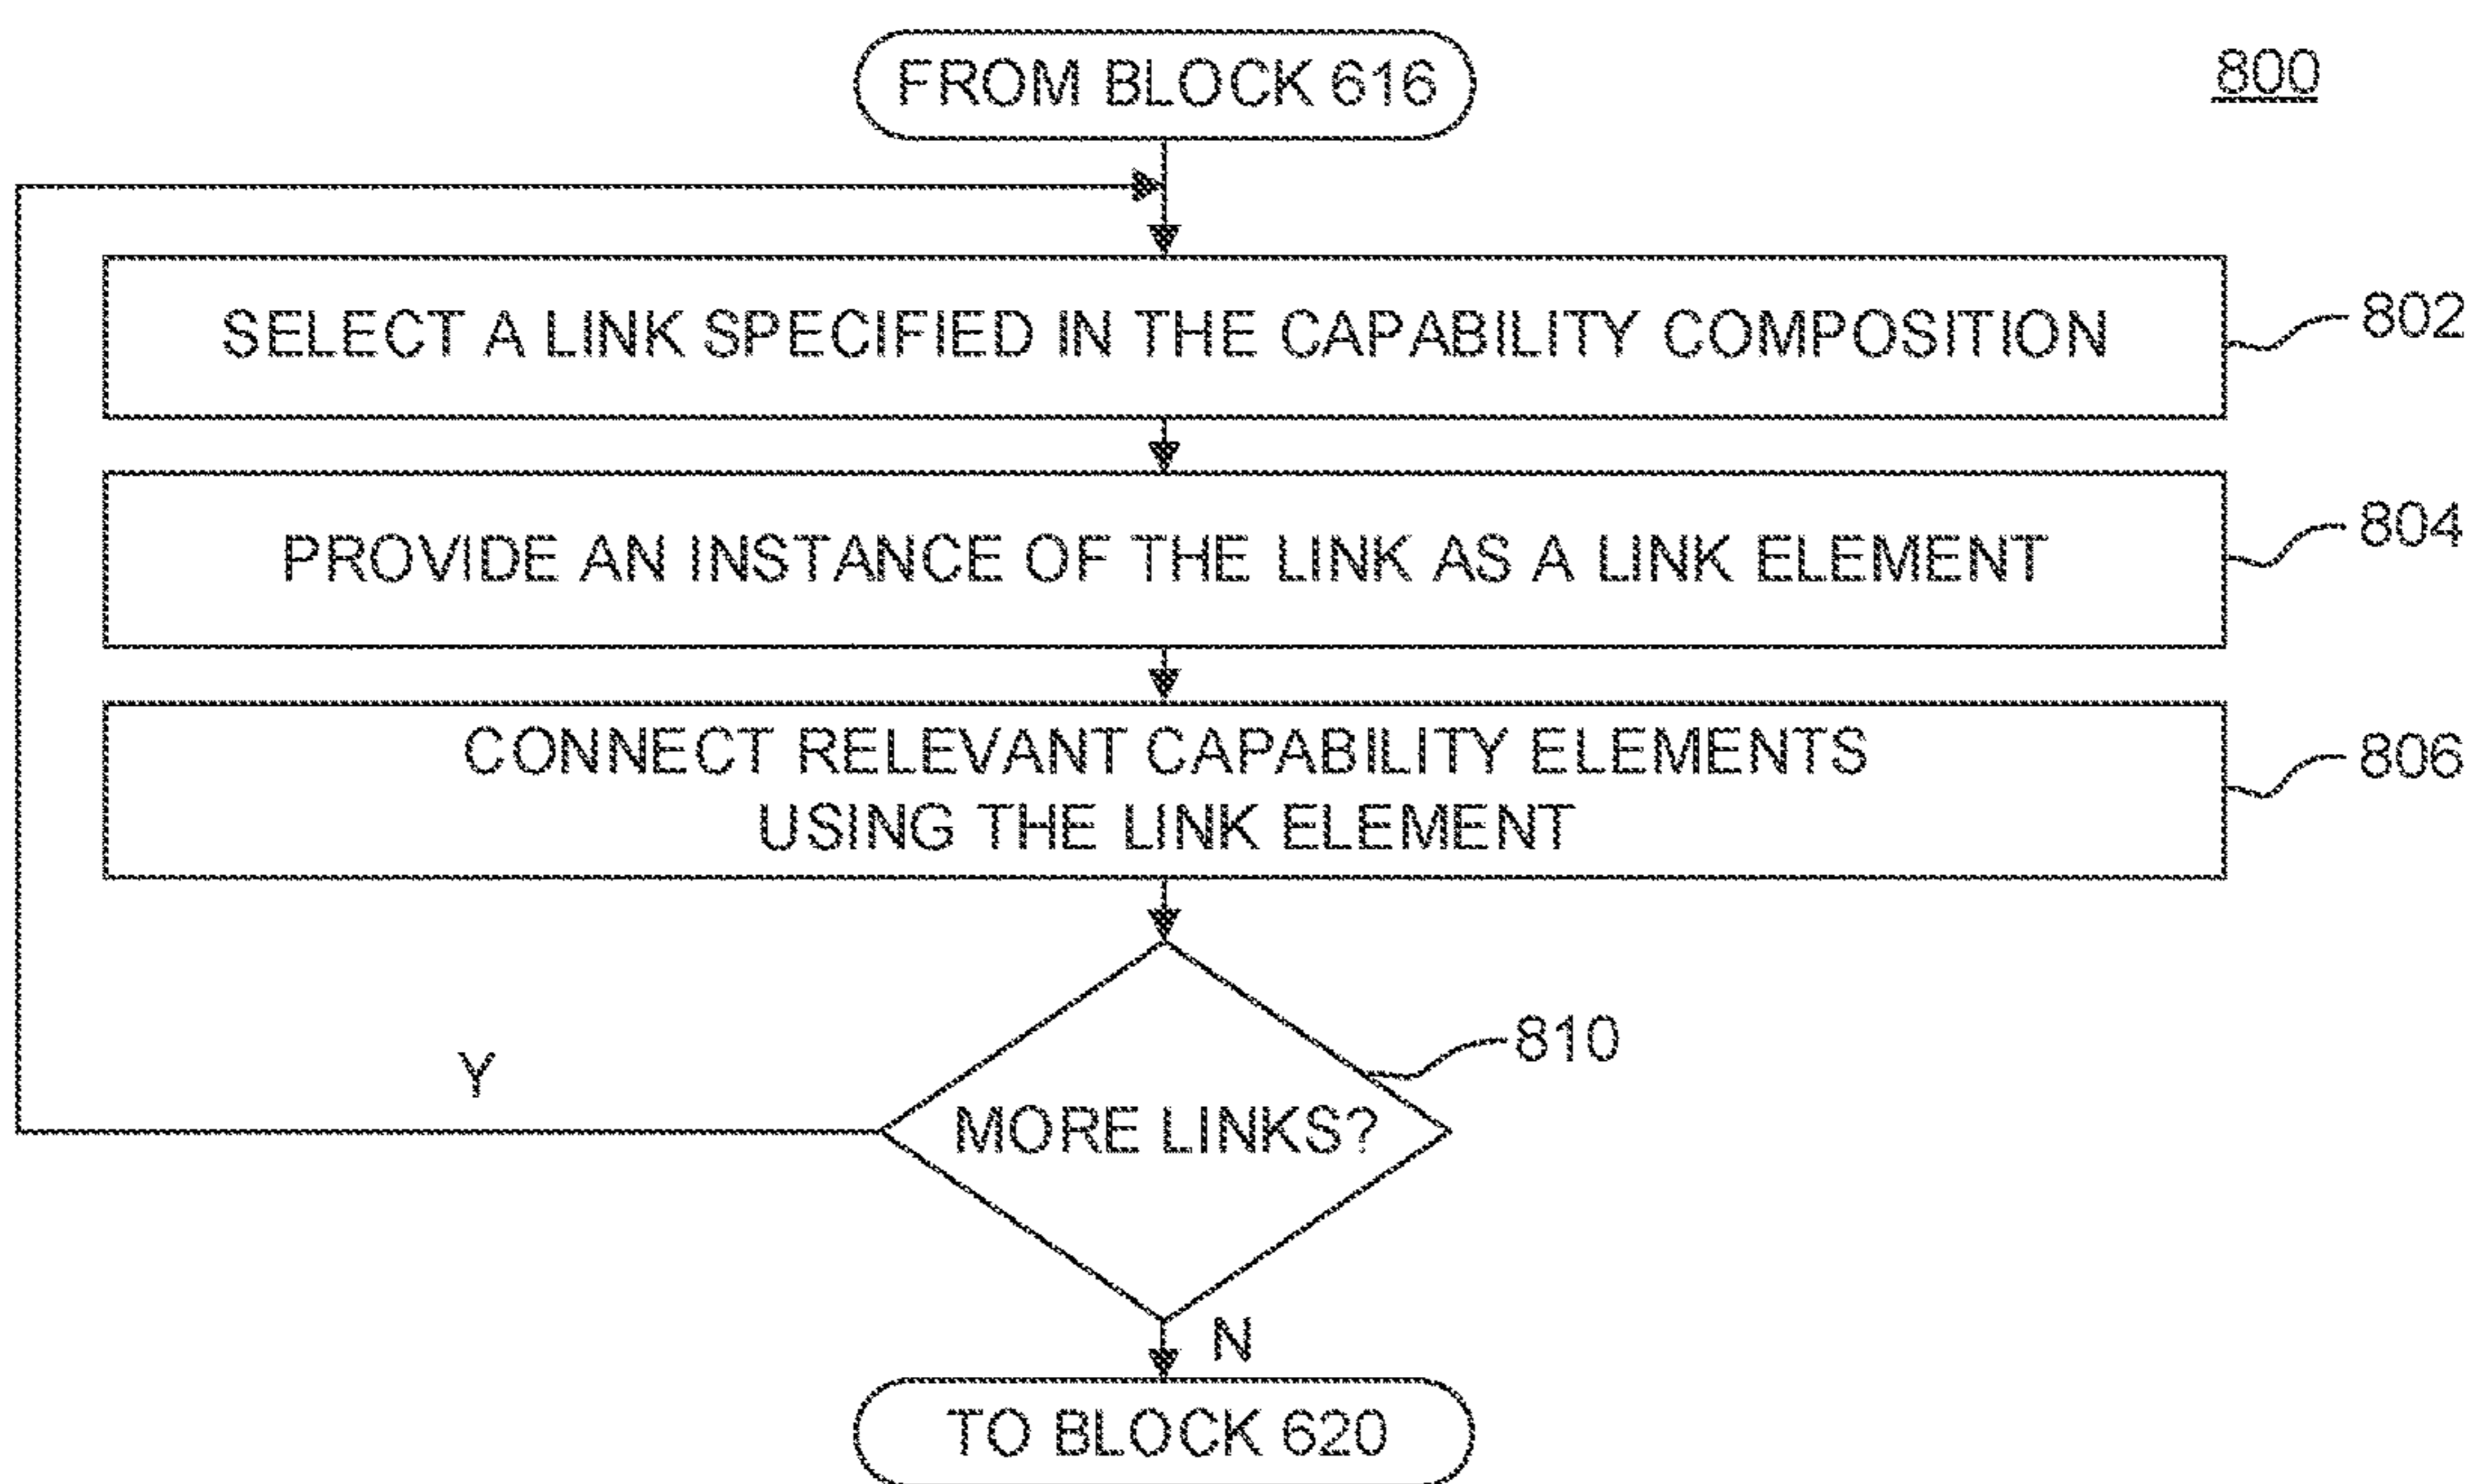 FROM BLOCK 616
800
SELECT A LINK SPECIFIED IN THE CAPABILITY COMPOSITION
802
PROVIDE AN INSTANCE OF THE LINK AS A LINK ELEMENT
804
CONNECT RELEVANT CAPABILITY ELEMENTS
USING THE LINK ELEMENT
806
810
Y
MORE LINKS?
N
TO BLOCK 620